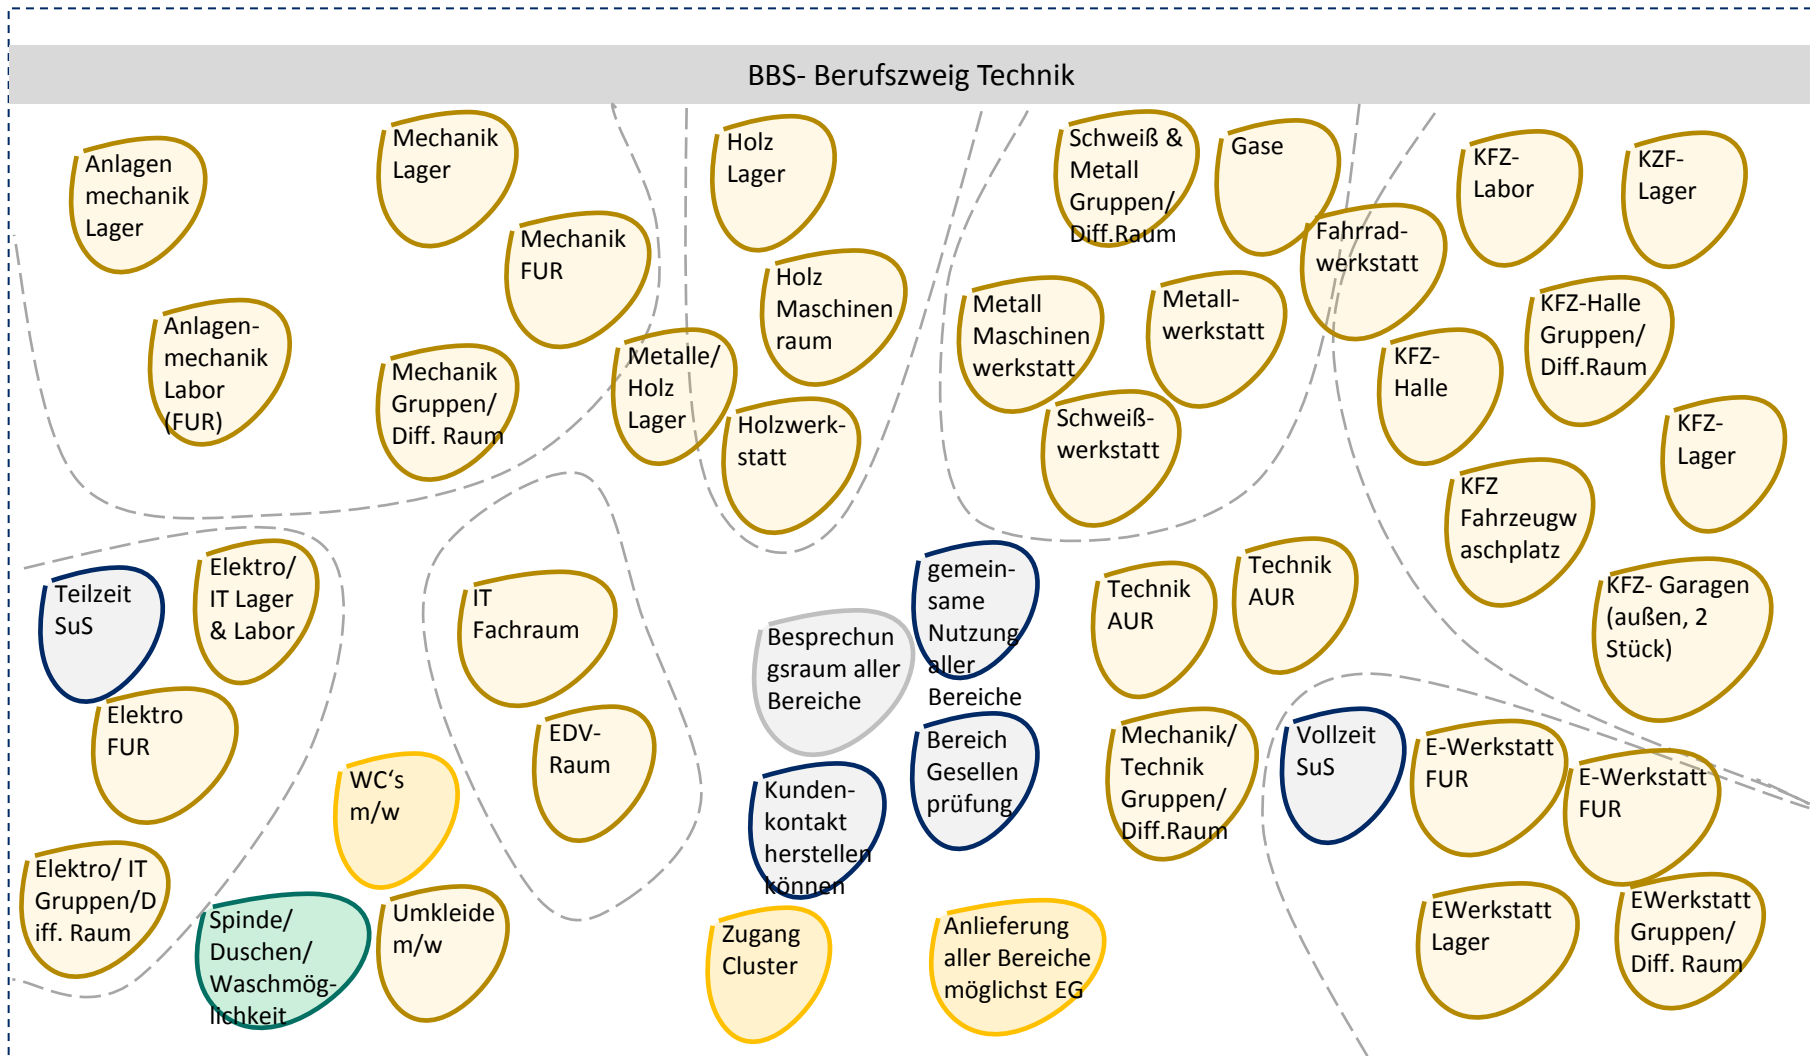 BBS- Berufszweig Technik
Anlagen
mechanik
Lager
Mechanik
Lager
Mechanik
FUR
Anlagen-
mechanik
Labor
(FUR)
Mechanik
Gruppen/
Diff. Raum
Holz
Lager
Holz
Maschinen
raum
Metalle/
Holz
Lager
Holzwerk-
statt
Schweiß &
Metall
Gruppen/
Diff.Raum
Gase
Fahrrad-
werkstatt
Metall
Maschinen
werkstatt
Metall-
werkstatt
Schweiß-
werkstatt
KFZ-
Labor
KZF-
Lager
KFZ-Halle
Gruppen/
Diff.Raum
KFZ-
Halle
KFZ-
Lager
KFZ
Fahrzeugw
aschplatz
KFZ- Garagen
(außen, 2
Stück)
Teilzeit
SuS
Elektro/
IT Lager
& Labor
Elektro
FUR
Elektro/ IT
Gruppen/D
iff. Raum
WC's
m/w
Spinde/
Duschen/
Waschmög-
lichkeit
Umkleide
m/w
IT
Fachraum
EDV-
Raum
Besprechun
gsraum aller
Bereiche
gemein-
same
Nutzung
aller
Bereiche
Kunden-
kontakt
herstellen
können
Bereich
Gesellen
prüfung
Zugang
Cluster
Anlieferung
aller Bereiche
möglichst EG
Technik
AUR
Technik
AUR
Mechanik/
Technik
Gruppen/
Diff.Raum
Vollzeit
SuS
E-Werkstatt
FUR
E-Werkstatt
FUR
EWerkstatt
Lager
EWerkstatt
Gruppen/
Diff. Raum